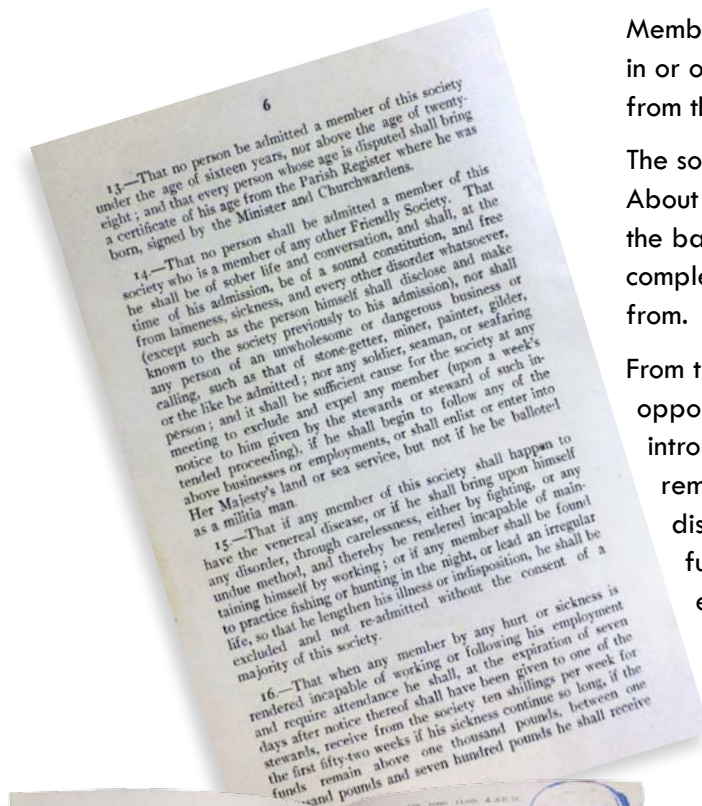 6
13.—That no person be admitted a member of this society
under the age of sixteen years, nor above the age of twenty-
eight; and that every person whose age is disputed shall bring
a certificate of his age from the Parish Register where he was
born, signed by the Minister and Churchwardens.
14.—That no person shall be admitted a member of this
society who is a member of any other Friendly Society. That
he shall be of sober life and conversation, and shall, at the
time of his admission, be of a sound constitution, and free
from lameness, sickness, and every other disorder whatsoever,
(except such as the person himself shall disclose and make
known to the society previously to his admission), nor shall
any person of an unwholesome or dangerous business or
calling, such as that of stone-getter, miner, painter, gilder,
or the like be admitted; nor any soldier, seaman, or seafaring
person; and it shall be sufficient cause for the society at any
meeting to exclude and expel any member (upon a week's
notice to him given by the stewards or steward of such in-
tended proceeding), if he shall begin to follow any of the
above businesses or employments, or shall enlist or enter into
Her Majesty's land or sea service, but not if he be balloted
as a militia man.
15.—That if any member of this society shall happen to
have the venereal disease, or if he shall bring upon himself
any disorder, through carelessness, either by fighting, or any
undue method, and thereby be rendered incapable of main-
taining himself by working; or if any member shall be found
to practice fishing or hunting in the night, or lead an irregular
life, so that he lengthen his illness or indisposition, he shall be
excluded and not re-admitted without the consent of a
majority of this society.
16.—That when any member by any hurt or sickness is
rendered incapable of working or following his employment
and require attendance he shall, at the expiration of seven
days after notice thereof shall have been given to one of the
stewards, receive from the society ten shillings per week for
the first fifty-two weeks if his sickness continue so long, if the
funds remain above one thousand pounds, between one
pounds and seven hundred pounds he shall receive
Memb
in or o
from th
The so
About
the ba
comple
from.
From t
oppo
intro
rem
dis
fu
e